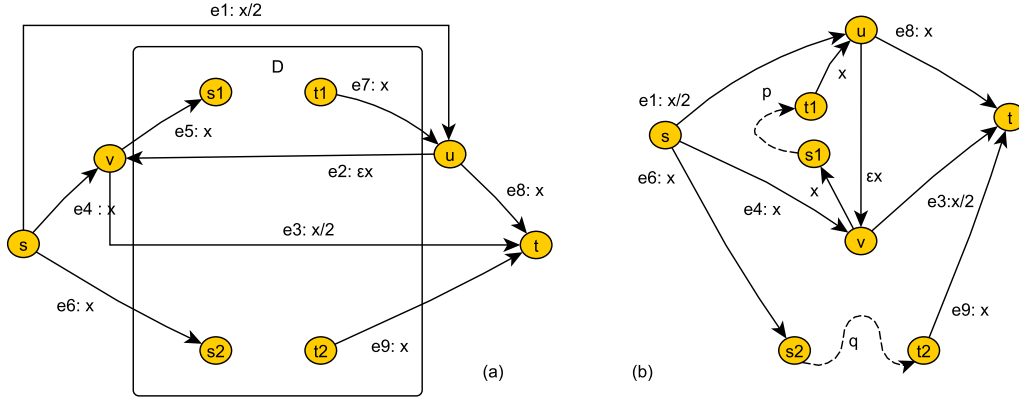 e1: x/2
D
s1
t1
e7: x
e5: x
v
u
e2: εx
e4 : x
e8: x
e3: x/2
s
t
e6: x
s2
t2
e9: x
(a)
u
e8: x
e1: x/2
p
x
t1
t
s
s1
e6: x
x
εx
e4: x
e3:x/2
v
e9: x
s2
q
t2
(b)